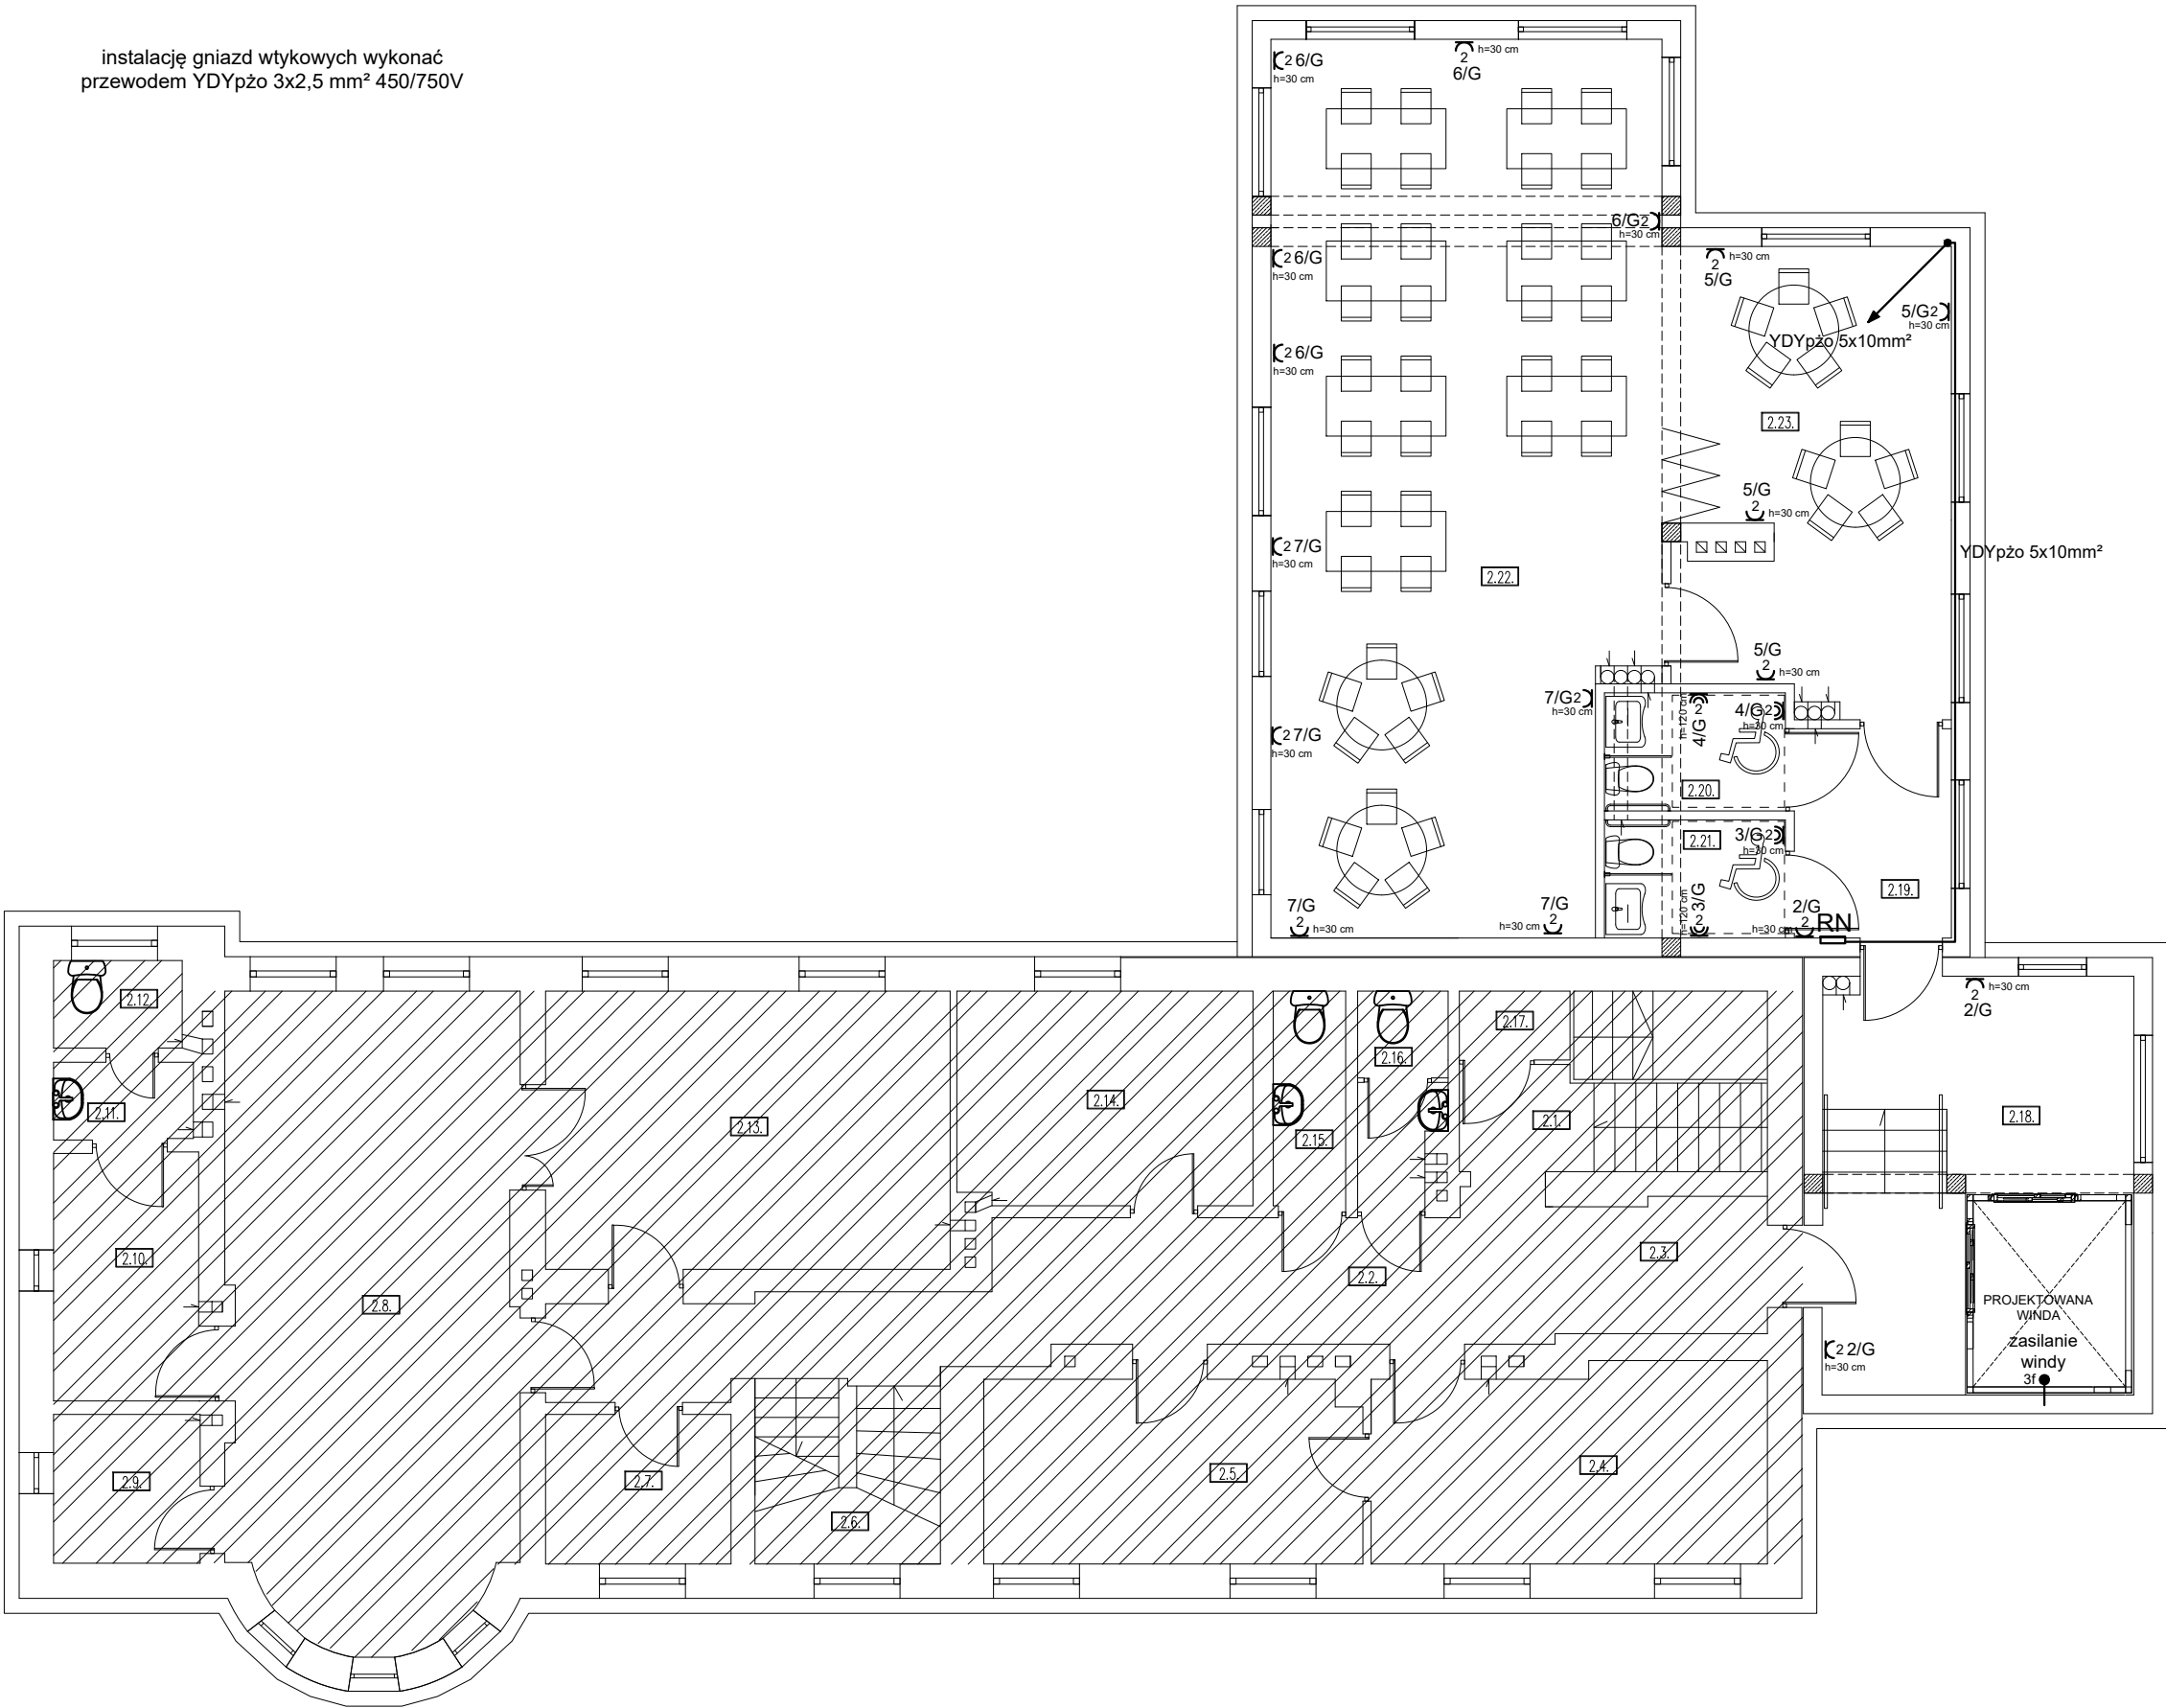 instalację gniazd wtykowych wykonać
przewodem YDYpżo 3x2,5 mm² 450/750V
2 6/G
h=30 cm
h=30 cm
2
6/G
6/G2
h=30 cm
2 6/G
h=30 cm
h=30 cm
2
5/G
5/G2
h=30 cm
YDYpżo 5x10mm²
2 6/G
h=30 cm
2.23.
5/G
2
h=30 cm
YDYpżo 5x10mm²
2 7/G
h=30 cm
2.22.
5/G
2
h=30 cm
7/G2
h=30 cm
2
4/G
h=120 cm
4/G2
h=30 cm
2 7/G
h=30 cm
2.20.
2.21.
3/G2
h=30 cm
2.19.
3/G
2
h=120 cm
7/G
2
h=30 cm
7/G
h=30 cm
2
2/G
h=30 cm
2
RN
h=30 cm
2
2/G
2.12.
2.17.
2.16.
2.11.
2.14.
2.13.
2.15.
2.1.
2.18.
2.10.
2.3.
2.2.
2.8.
PROJEKTOWANA
WINDA
zasilanie
windy
3f
2 2/G
h=30 cm
2.9.
2.7.
2.5.
2.4.
2.6.